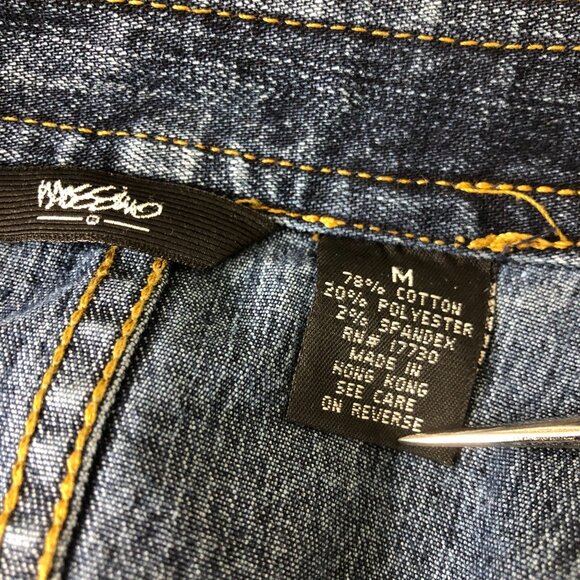 Mossimo
M
78% COTTON
20% POLYESTER
2% SPANDEX
RN# 17730
MADE IN
HONG KONG
SEE CARE
ON REVERSE